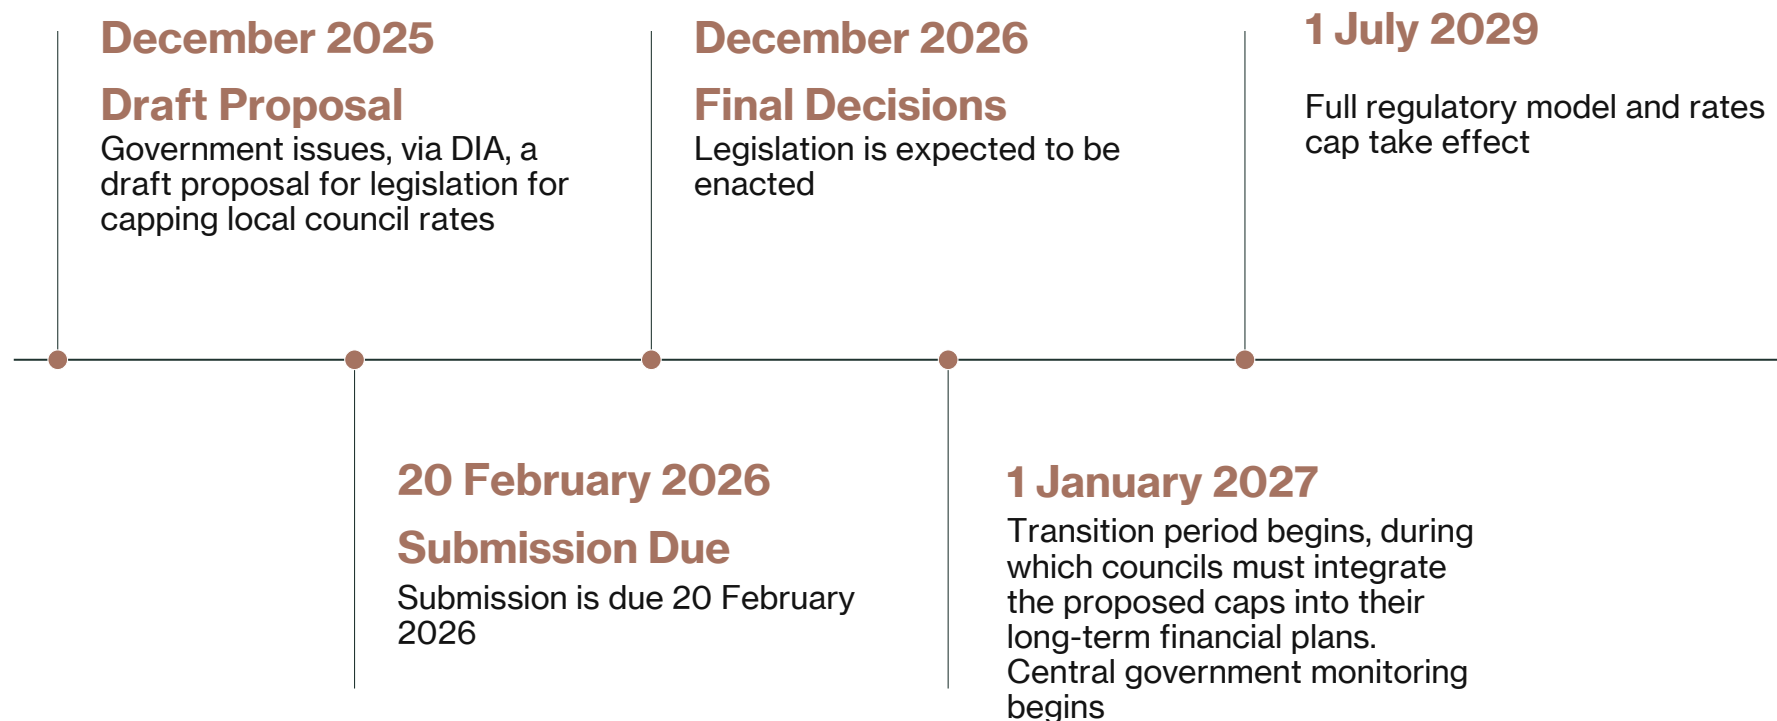 December 2025
Draft Proposal
Government issues, via DIA, a
draft proposal for legislation for
capping local council rates
20 February 2026
Submission Due
Submission is due 20 February
2026
December 2026
Final Decisions
Legislation is expected to be
enacted
1 January 2027
Transition period begins, during
which councils must integrate
the proposed caps into their
long-term financial plans.
Central government monitoring
begins
1 July 2029
Full regulatory model and rates
cap take effect